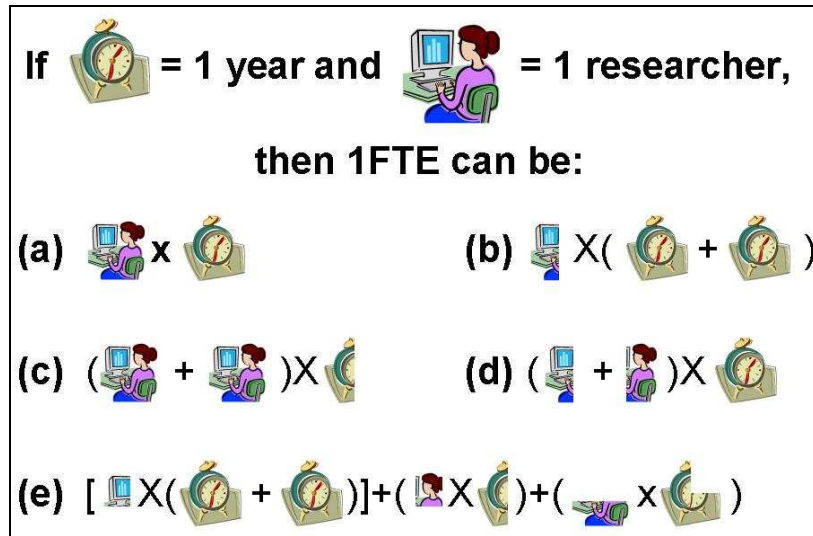 If = 1 year and = 1 researcher,
then 1FTE can be:
(a) x (b) X( + )
(c) ( + )X (d) ( + )X
(e) [ X( + )]+( X )+( x )